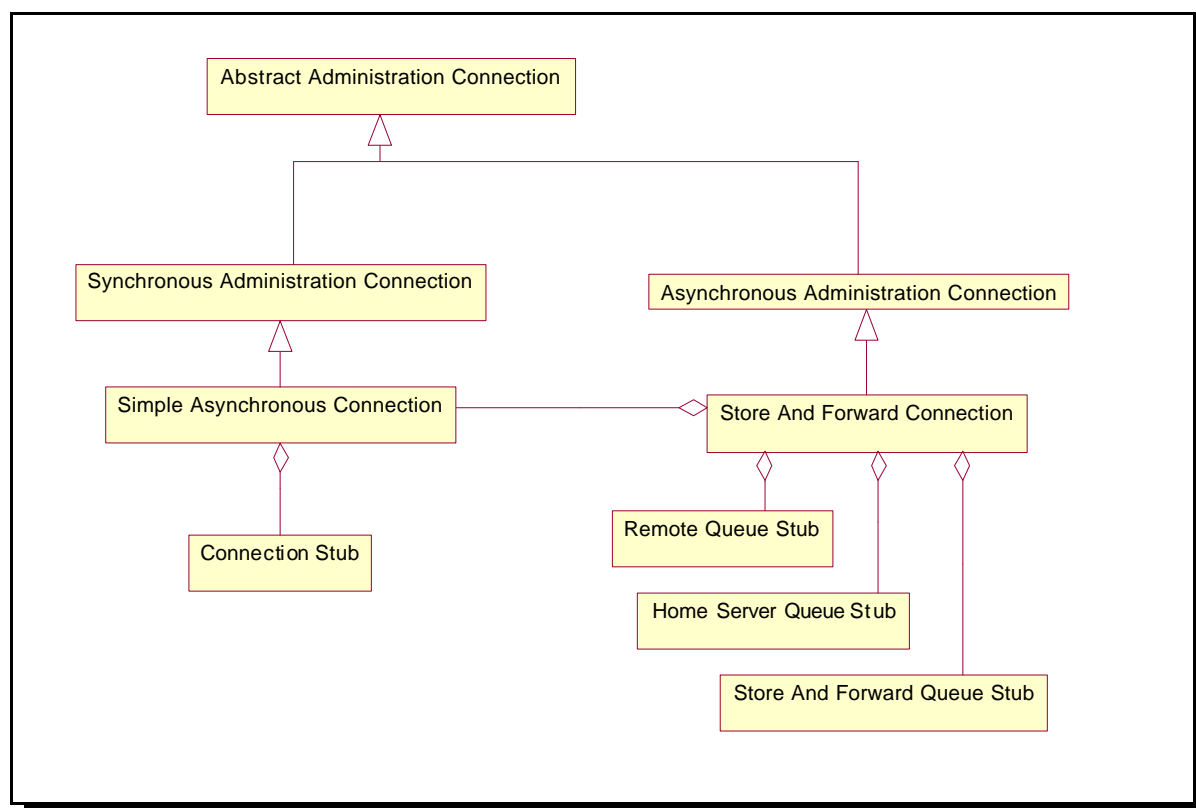 Abstract Administration Connection
Synchronous Administration Connection
Asynchronous Administration Connection
Simple Asynchronous Connection
Store And Forward Connection
Remote Queue Stub
Connection Stub
Home Server Queue Stub
Store And Forward Queue Stub